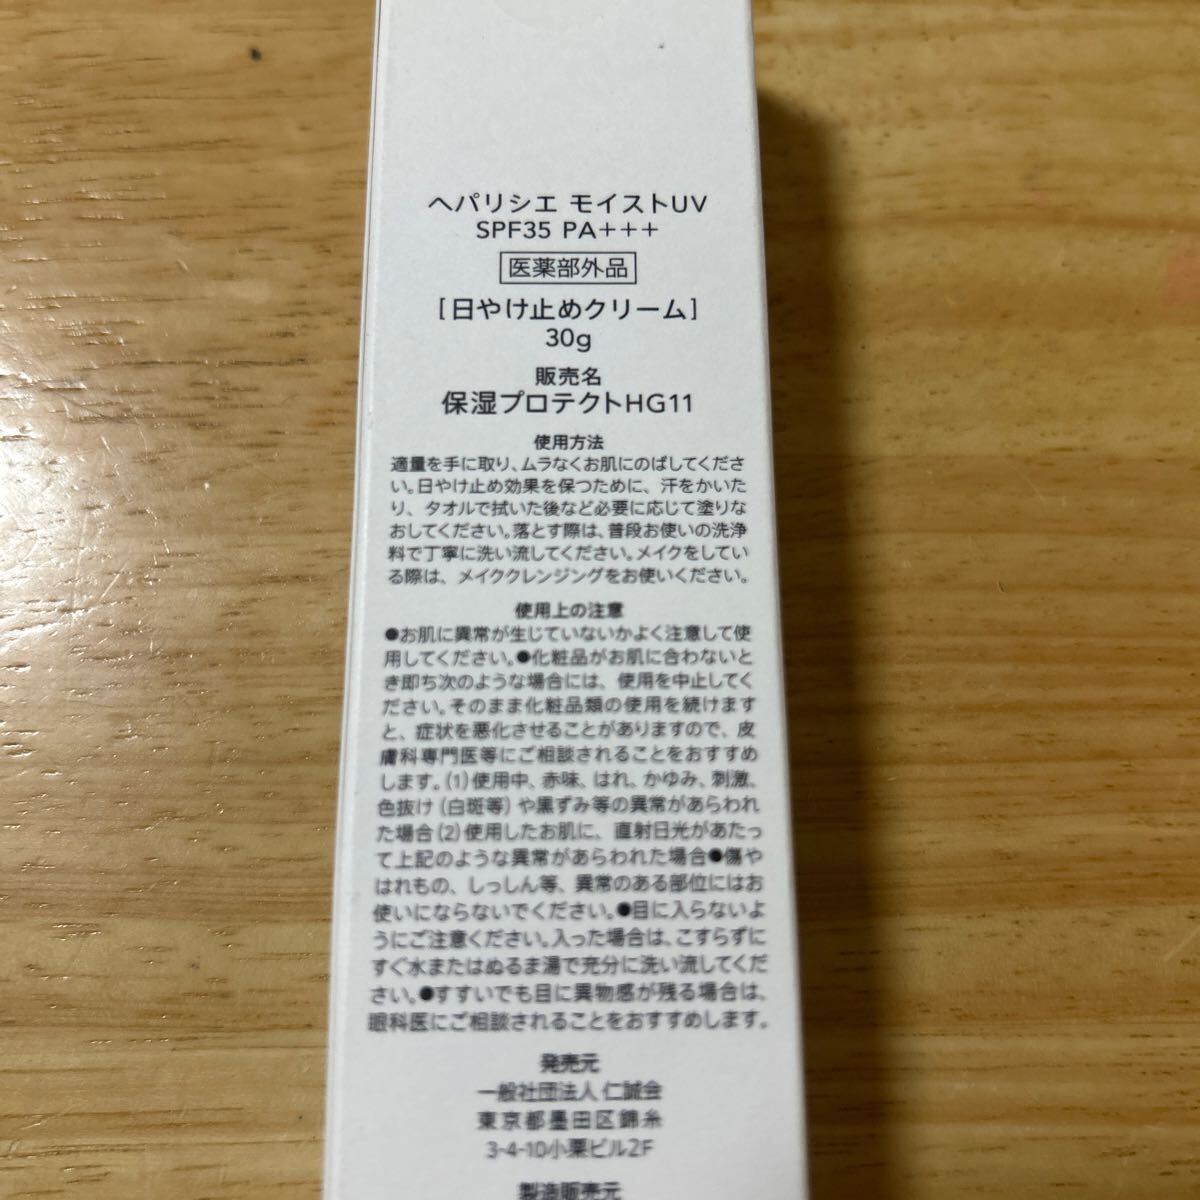 ヘパリシエ モイストUV
SPF35 PA+++
医薬部外品
[日やけ止めクリーム]
30g
販売名
保湿プロテクトHG11
使用方法
適量を手に取り、ムラなくお肌にのばしてくださ
い。日やけ止め効果を保つために、汗をかいた
り、タオルで拭いた後など必要に応じて塗りな
おしてください。落とす際は、普段お使いの洗浄
料で丁寧に洗い流してください。メイクをしてい
る際は、メイククレンジングをお使いください。
使用上の注意
●お肌に異常が生じていないかよく注意して使
用してください。●化粧品がお肌に合わないと
き即ち次のような場合には、使用を中止してく
ださい。そのまま化粧品類の使用を続けます
と、症状を悪化させることがありますので、皮
膚科専門医等にご相談されることをおすすめ
します。(1)使用中、赤味、はれ、かゆみ、刺激、
色抜け(白斑等)や黒ずみ等の異常があらわれ
た場合(2)使用したお肌に、直射日光があたっ
て上記のような異常があらわれた場合●傷や
はれもの、しっしん等、異常のある部位にはお
使いにならないでください。●目に入らないよ
うにご注意ください。入った場合は、こすらずに
すぐ水またはぬるま湯で充分に洗い流してくだ
さい。●すすいでも目に異物感が残る場合は、
眼科医にご相談されることをおすすめします。
発売元
一般社団法人 仁誠会
東京都墨田区錦糸
3-4-10小栗ビル2F
製造販売元